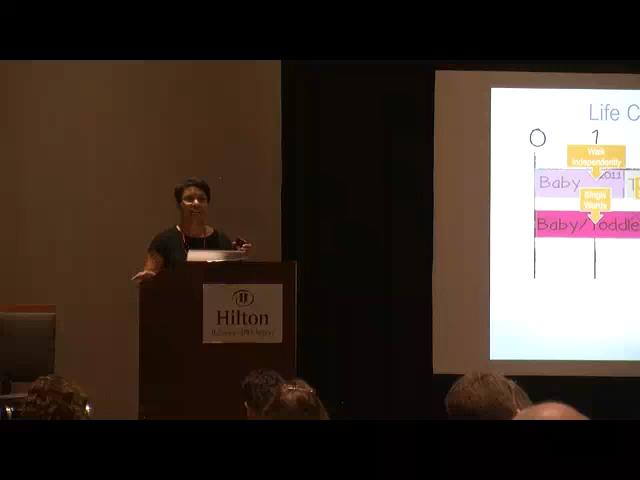 Life C
0 1
Walk
Independently
Baby 2011 T
Single
Words
Baby/Toddle
Hilton